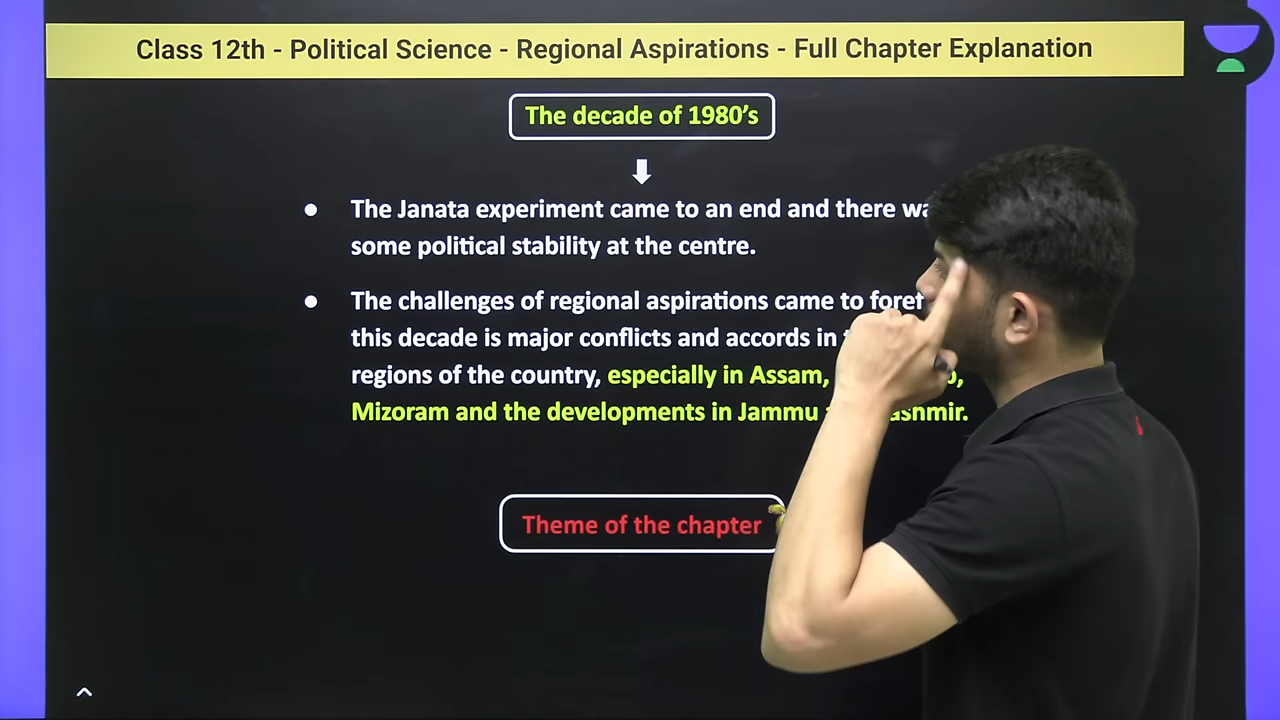 Class 12th - Political Science - Regional Aspirations - Full Chapter Explanation
The decade of 1980's
● The Janata experiment came to an end and there
some political stability at the centre.
● The challenges of regional aspirations came to
this decade is major conflicts and accords in
regions of the country, especially in Assam,
Mizoram and the developments in Jammu
Theme of the chapter